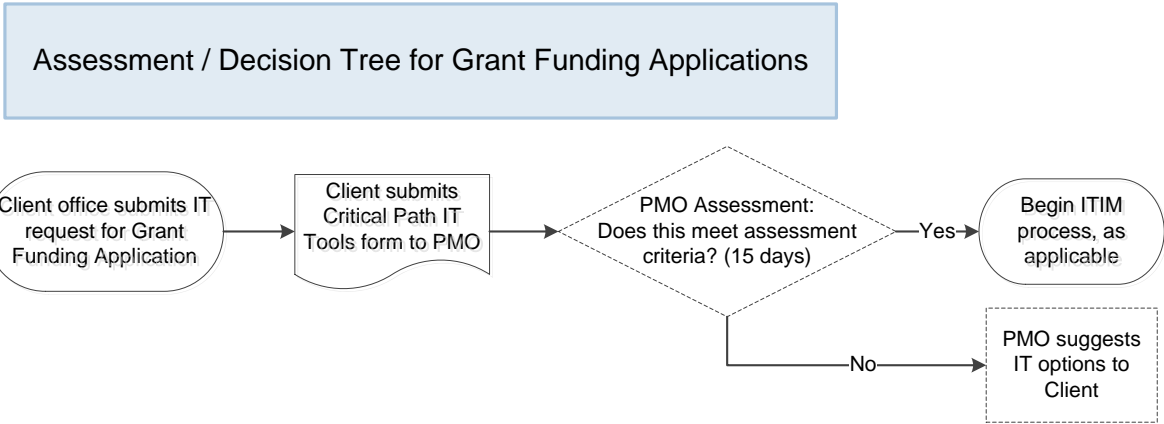 Assessment / Decision Tree for Grant Funding Applications
Client office submits IT
request for Grant
Funding Application
Client submits
Critical Path IT
Tools form to PMO
PMO Assessment:
Does this meet assessment
criteria? (15 days)
Yes
Begin ITIM
process, as
applicable
No
PMO suggests
IT options to
Client